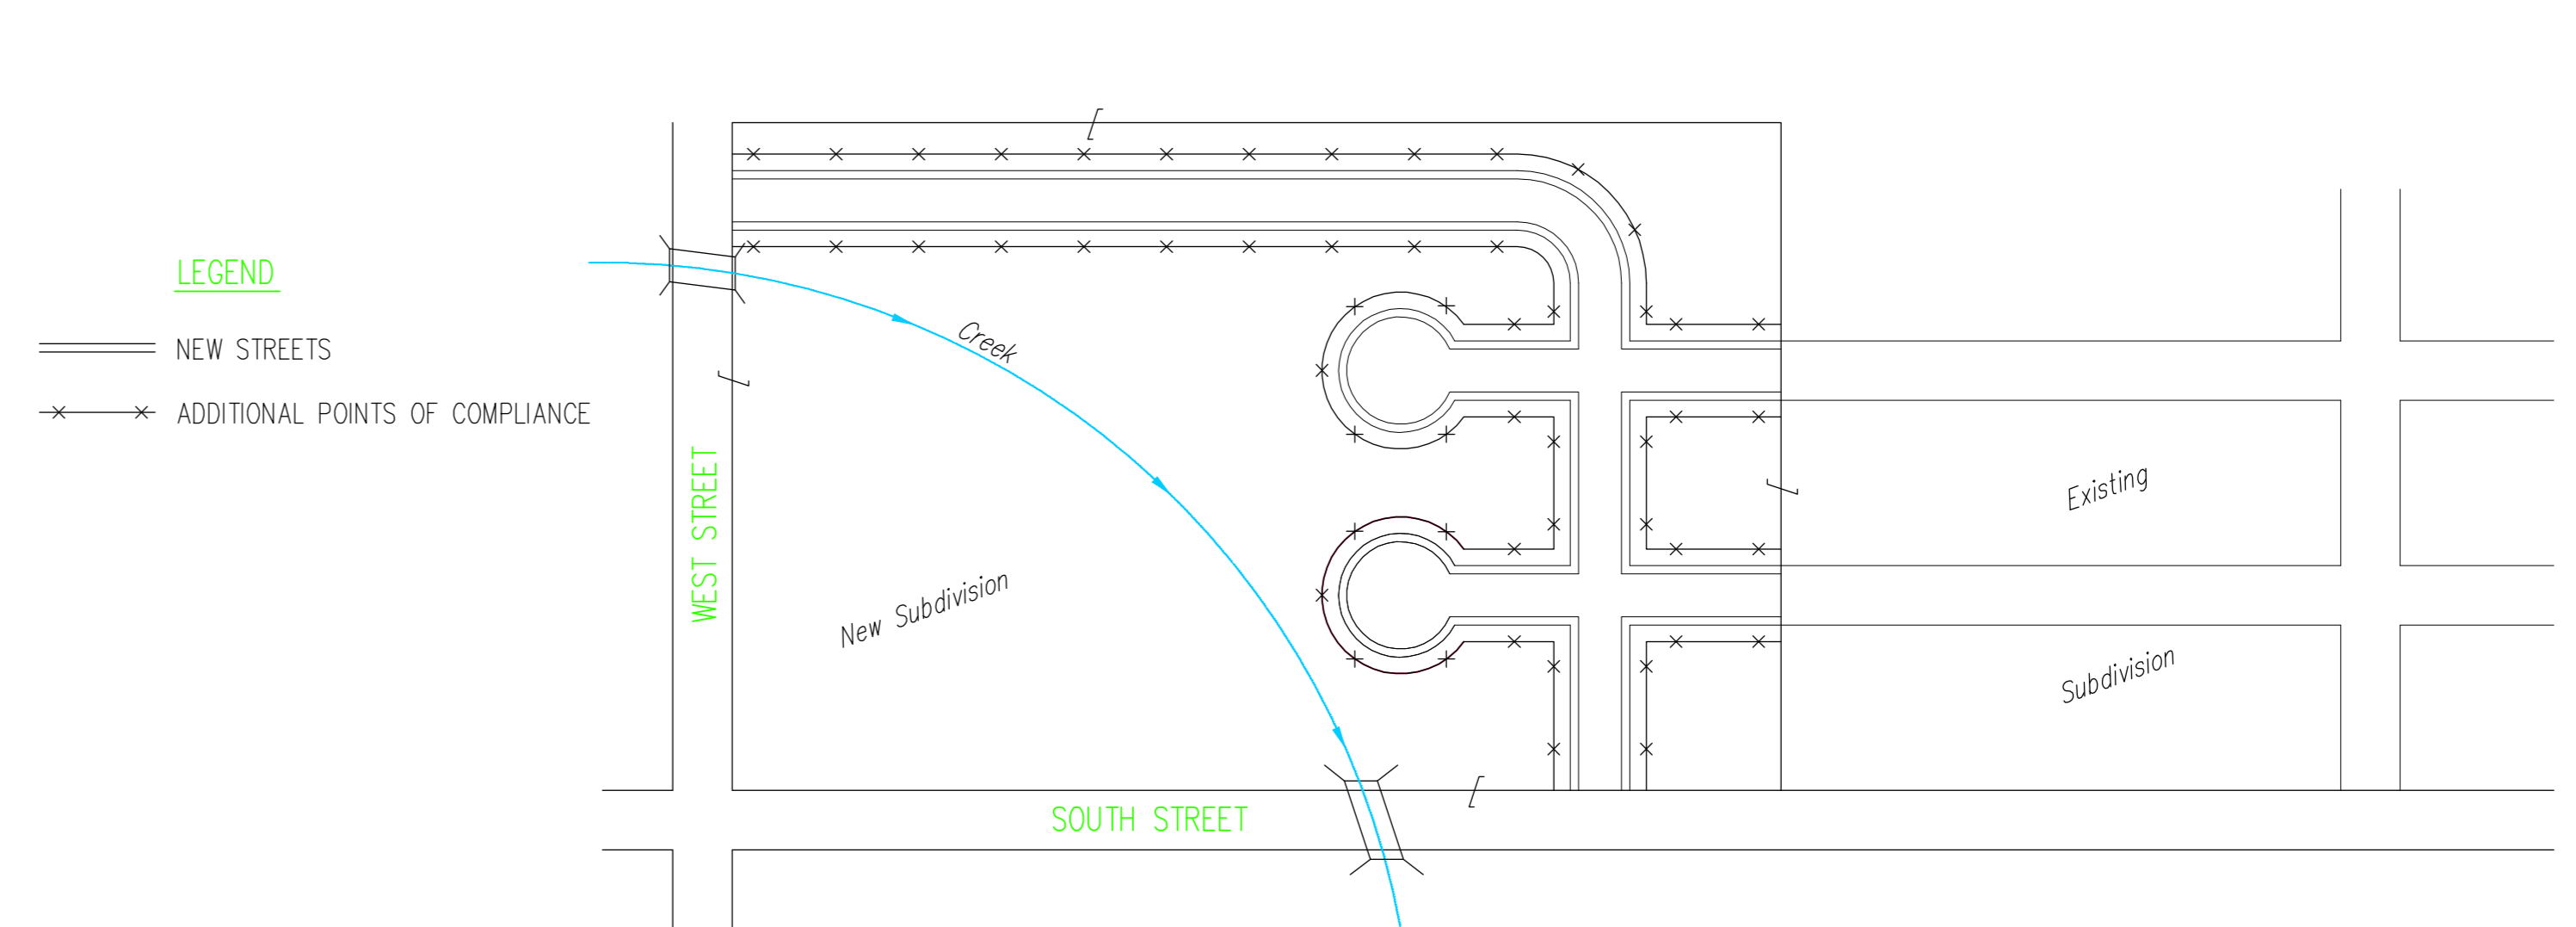 LEGEND
NEW STREETS
ADDITIONAL POINTS OF COMPLIANCE
WEST STREET
Creek
New Subdivision
SOUTH STREET
Existing
Subdivision